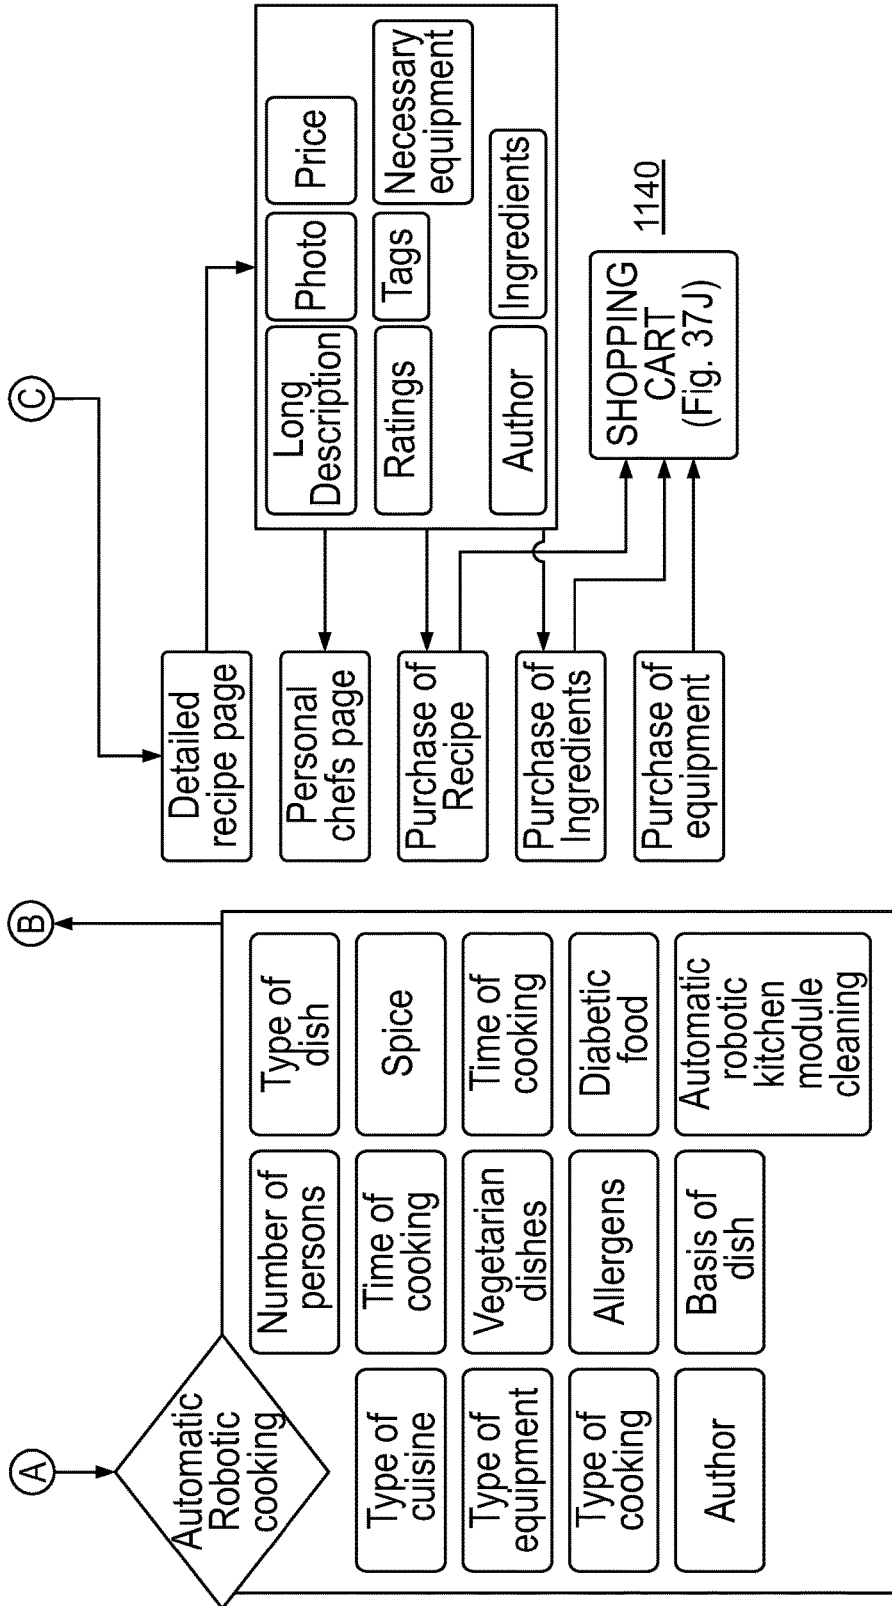 A
Automatic
Robotic
cooking
Number of
persons
Type of
dish
Type of
cuisine
Time of
cooking
Spice
Type of
equipment
Vegetarian
dishes
Time of
cooking
Type of
cooking
Allergens
Diabetic
food
Author
Basis of
dish
Automatic
robotic
kitchen
module
cleaning
B
C
Detailed
recipe page
Personal
chefs page
Purchase of
Recipe
Purchase of
Ingredients
Purchase of
equipment
Long
Description
Photo
Price
Ratings
Tags
Necessary
equipment
Author
Ingredients
SHOPPING
CART
(Fig. 37J)
1140